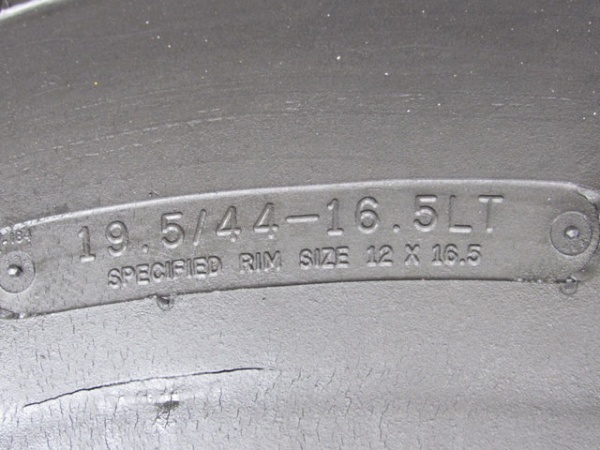 19.5/44-16.5LT
SPECIFIED RIM SIZE 12 X 16.5